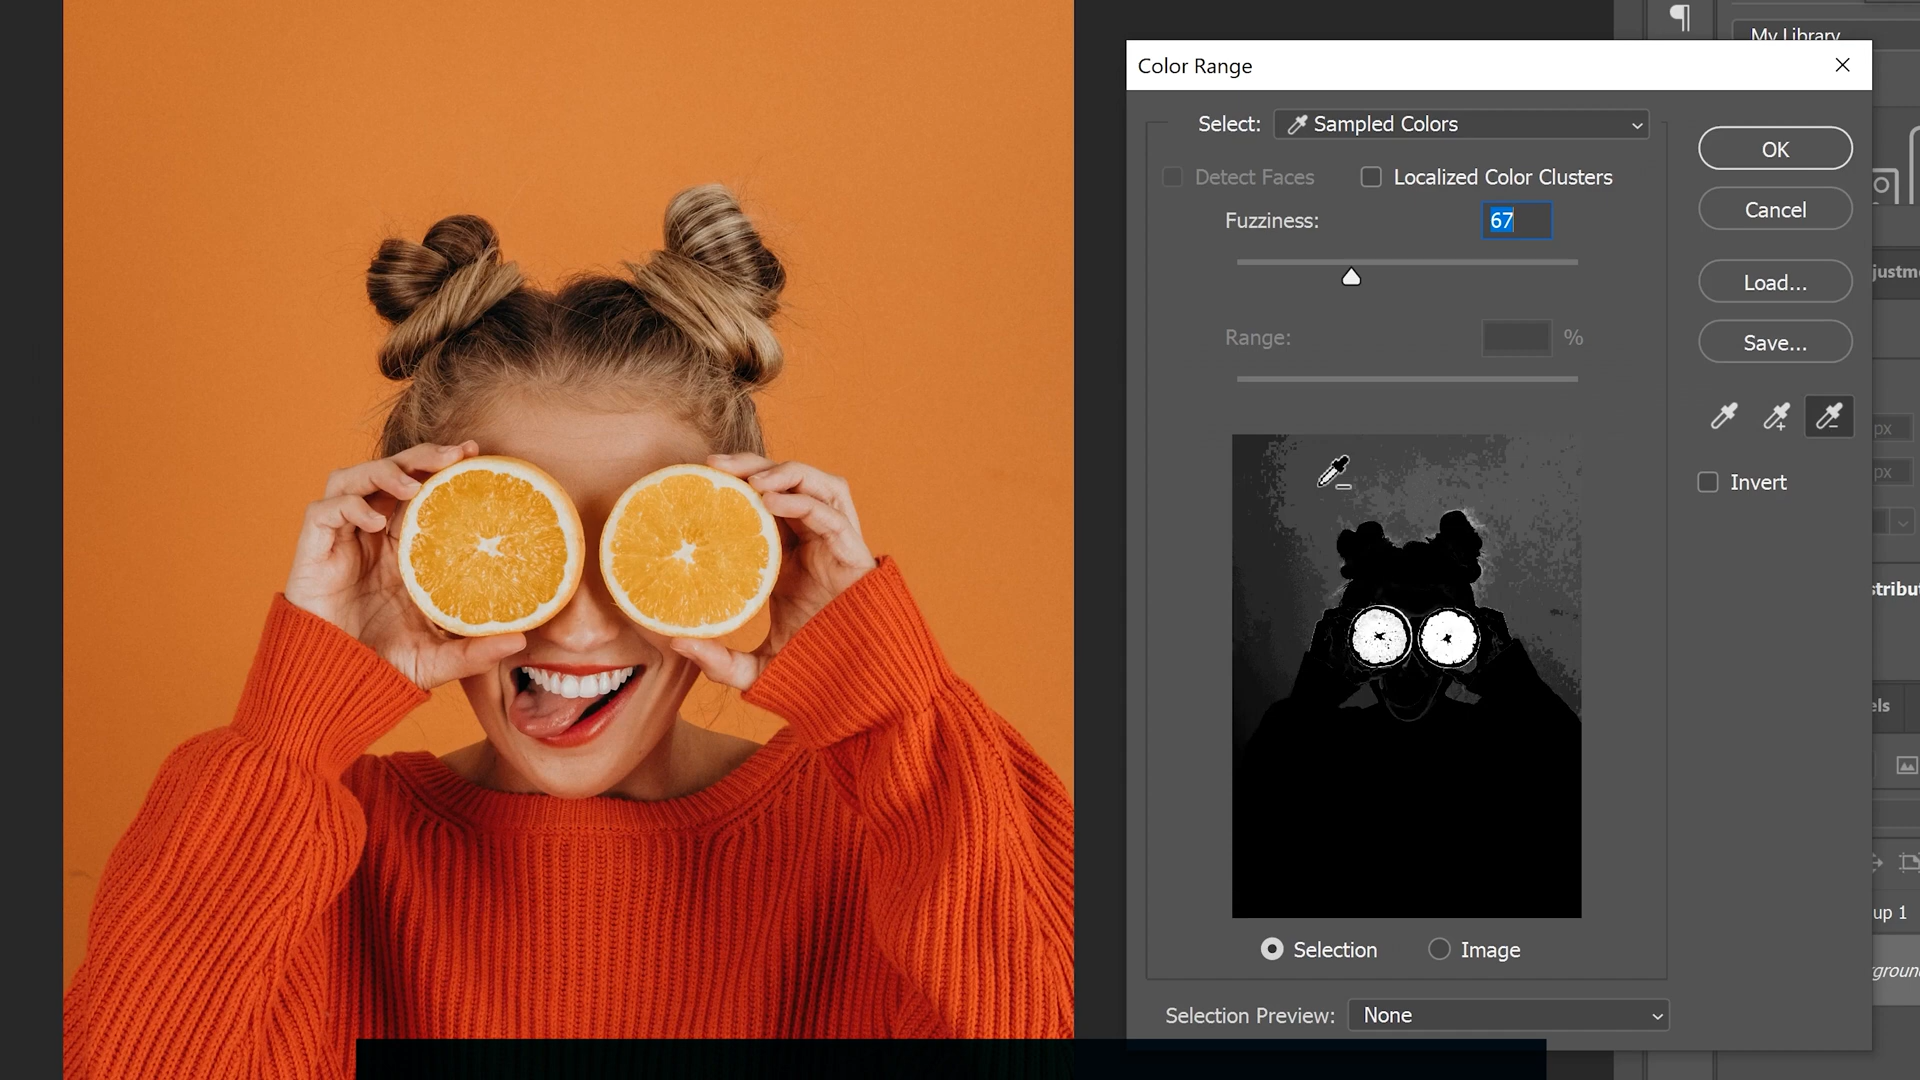 My Library
Color Range
Select: Sampled Colors
Detect Faces Localized Color Clusters
Fuzziness: 67
Range: %
Selection Image
Selection Preview: None
OK
Cancel
Load...
Save...
Invert
justm
px
px
stribut
els
up 1
ground